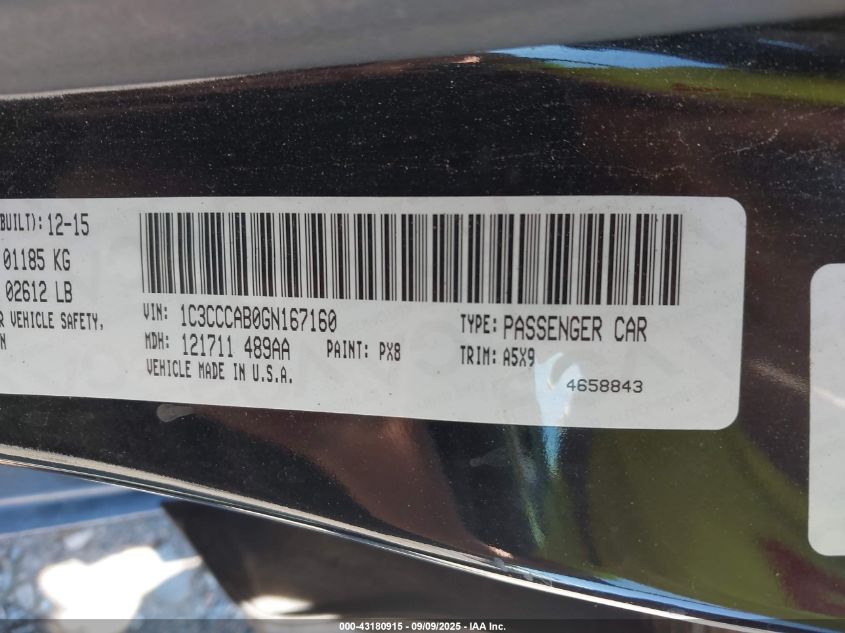 BUILT): 12-15
01185 KG
02612 LB
R VEHICLE SAFETY,
N
VIN: 1C3CCCAB0GN167160
MDH: 121711 489AA
PAINT: PX8
VEHICLE MADE IN U.S.A.
TYPE: PASSENGER CAR
TRIM: A5X9
4658843
000-43180915 - 09/09/2025 - IAA Inc.